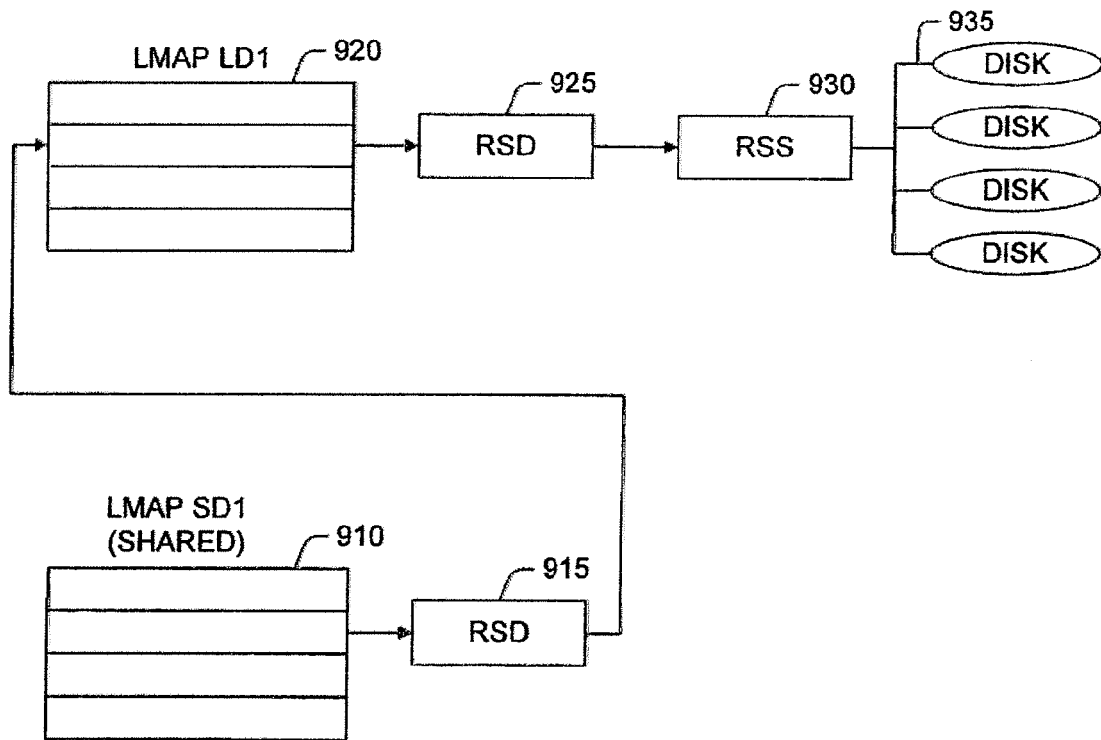 LMAP LD1
920
925
RSD
930
RSS
935
DISK
DISK
DISK
DISK
LMAP SD1
(SHARED)
910
915
RSD